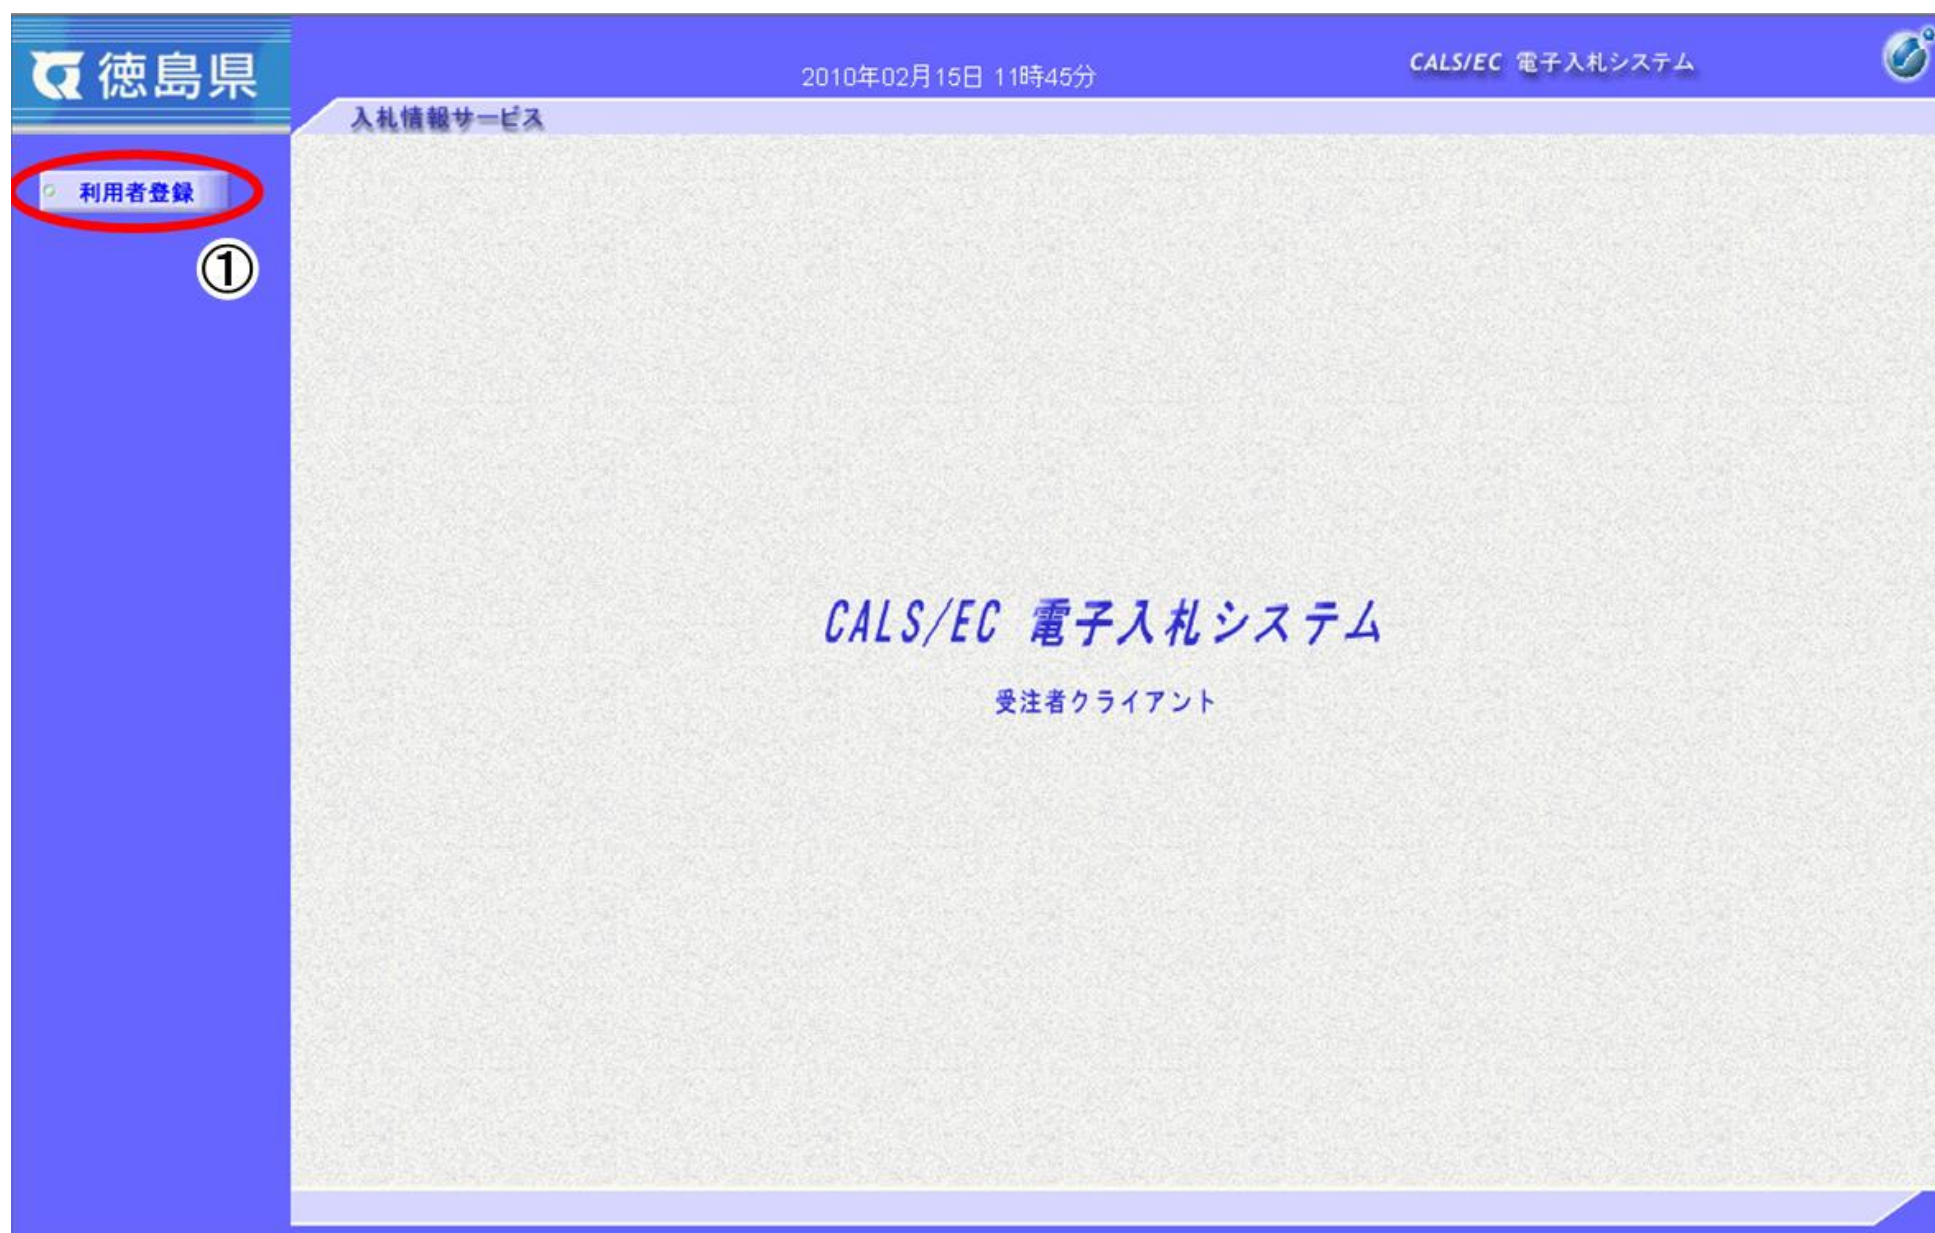 徳島県
2010年02月15日 11時45分
CALS/EC 電子入札システム
入札情報サービス
利用者登録
①
CALS/EC 電子入札システム
受注者クライアント